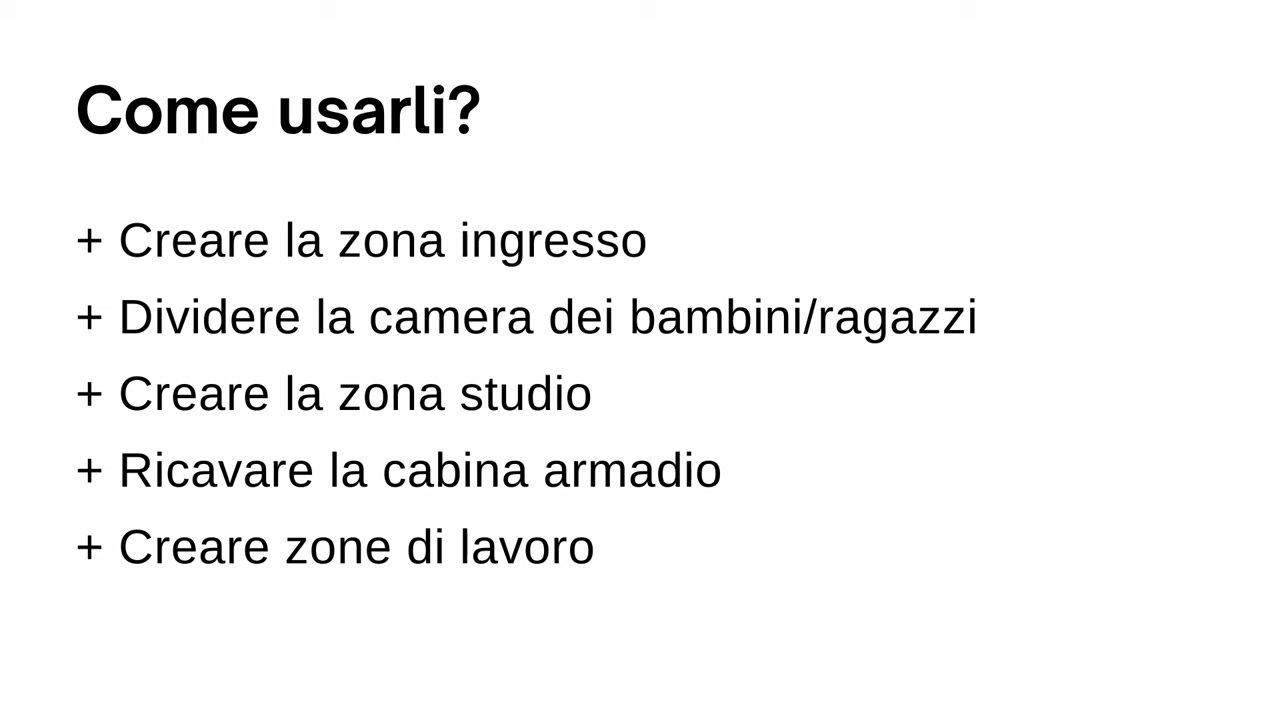 Come usarli?
+ Creare la zona ingresso
+ Dividere la camera dei bambini/ragazzi
+ Creare la zona studio
+ Ricavare la cabina armadio
+ Creare zone di lavoro